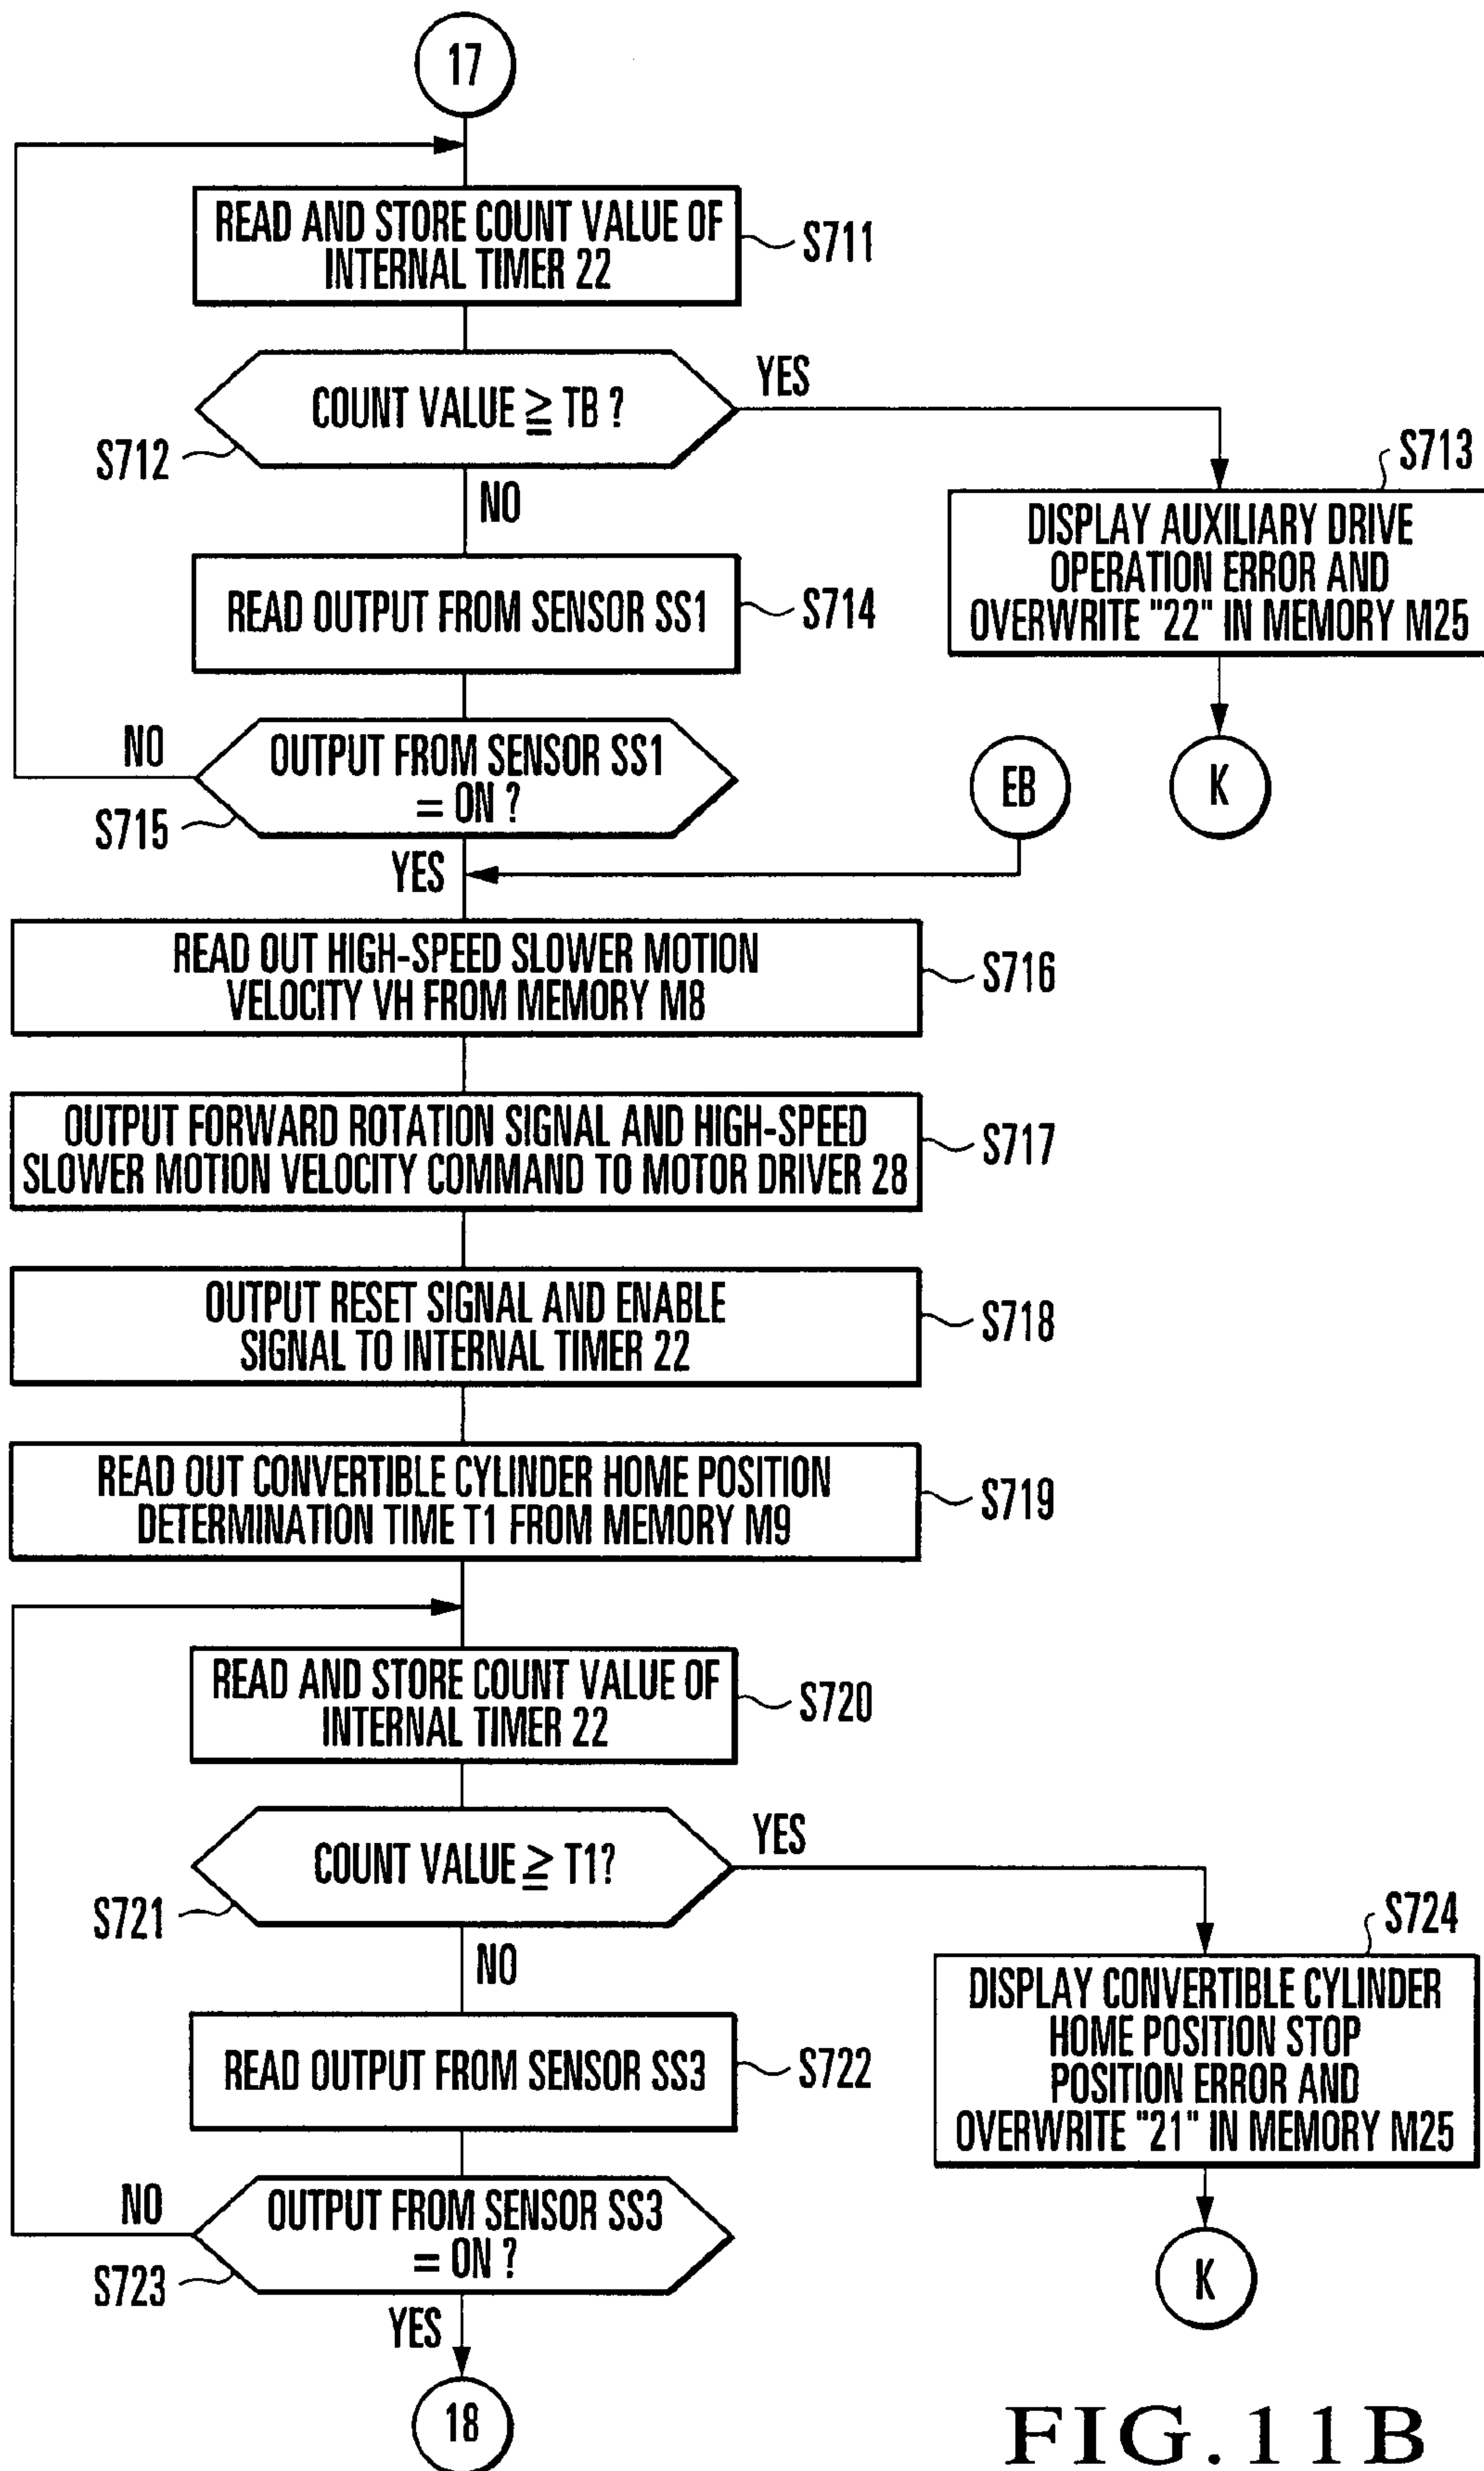 17
READ AND STORE COUNT VALUE OF
INTERNAL TIMER 22
S711
COUNT VALUE ≧ TB ?
YES
S712
NO
S713
DISPLAY AUXILIARY DRIVE
OPERATION ERROR AND
OVERWRITE "22" IN MEMORY M25
READ OUTPUT FROM SENSOR SS1
S714
NO
OUTPUT FROM SENSOR SS1
= ON ?
S715
EB
K
YES
READ OUT HIGH-SPEED SLOWER MOTION
VELOCITY VH FROM MEMORY M8
S716
OUTPUT FORWARD ROTATION SIGNAL AND HIGH-SPEED
SLOWER MOTION VELOCITY COMMAND TO MOTOR DRIVER 28
S717
OUTPUT RESET SIGNAL AND ENABLE
SIGNAL TO INTERNAL TIMER 22
S718
READ OUT CONVERTIBLE CYLINDER HOME POSITION
DETERMINATION TIME T1 FROM MEMORY M9
S719
READ AND STORE COUNT VALUE OF
INTERNAL TIMER 22
S720
COUNT VALUE ≧ T1?
YES
S721
NO
S724
DISPLAY CONVERTIBLE CYLINDER
HOME POSITION STOP
POSITION ERROR AND
OVERWRITE "21" IN MEMORY M25
READ OUTPUT FROM SENSOR SS3
S722
NO
OUTPUT FROM SENSOR SS3
= ON ?
S723
K
YES
18
FIG.11B